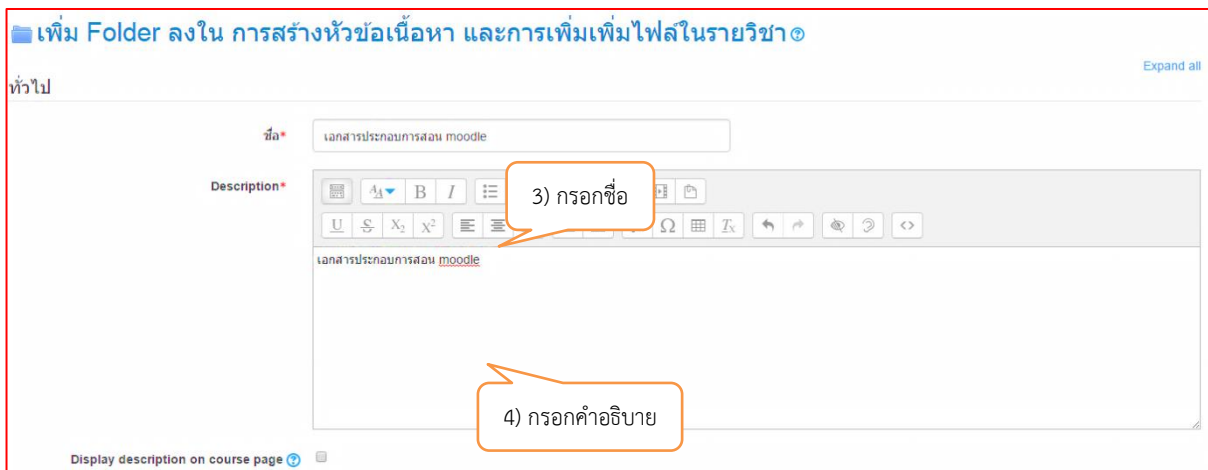 เพิ่ม Folder ลงใน การสร้างหัวข้อเนื้อหา และการเพิ่มเพิ่มไฟล์ในรายวิชา
Expand all
ทั่วไป
ชื่อ*
เอกสารประกอบการสอน moodle
Description*
3) กรอกชื่อ
เอกสารประกอบการสอน moodle
4) กรอกคำอธิบาย
Display description on course page